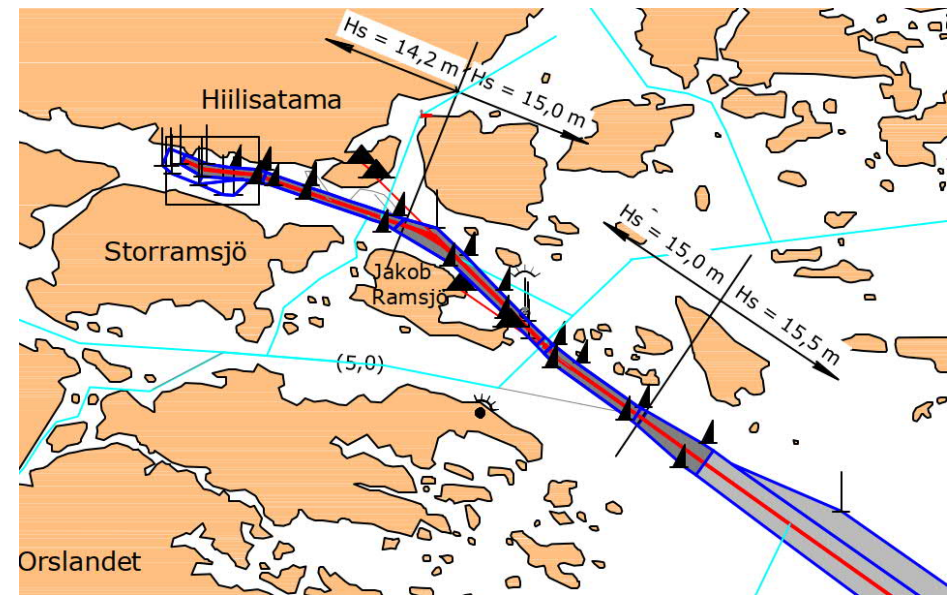 Hs = 14,2 m
Hs = 15,0 m
Hiilisatama
Hs = 15,0 m
Hs = 15,5 m
Storramsjö
Jakob
Ramsjö
(5,0)
Orslandet